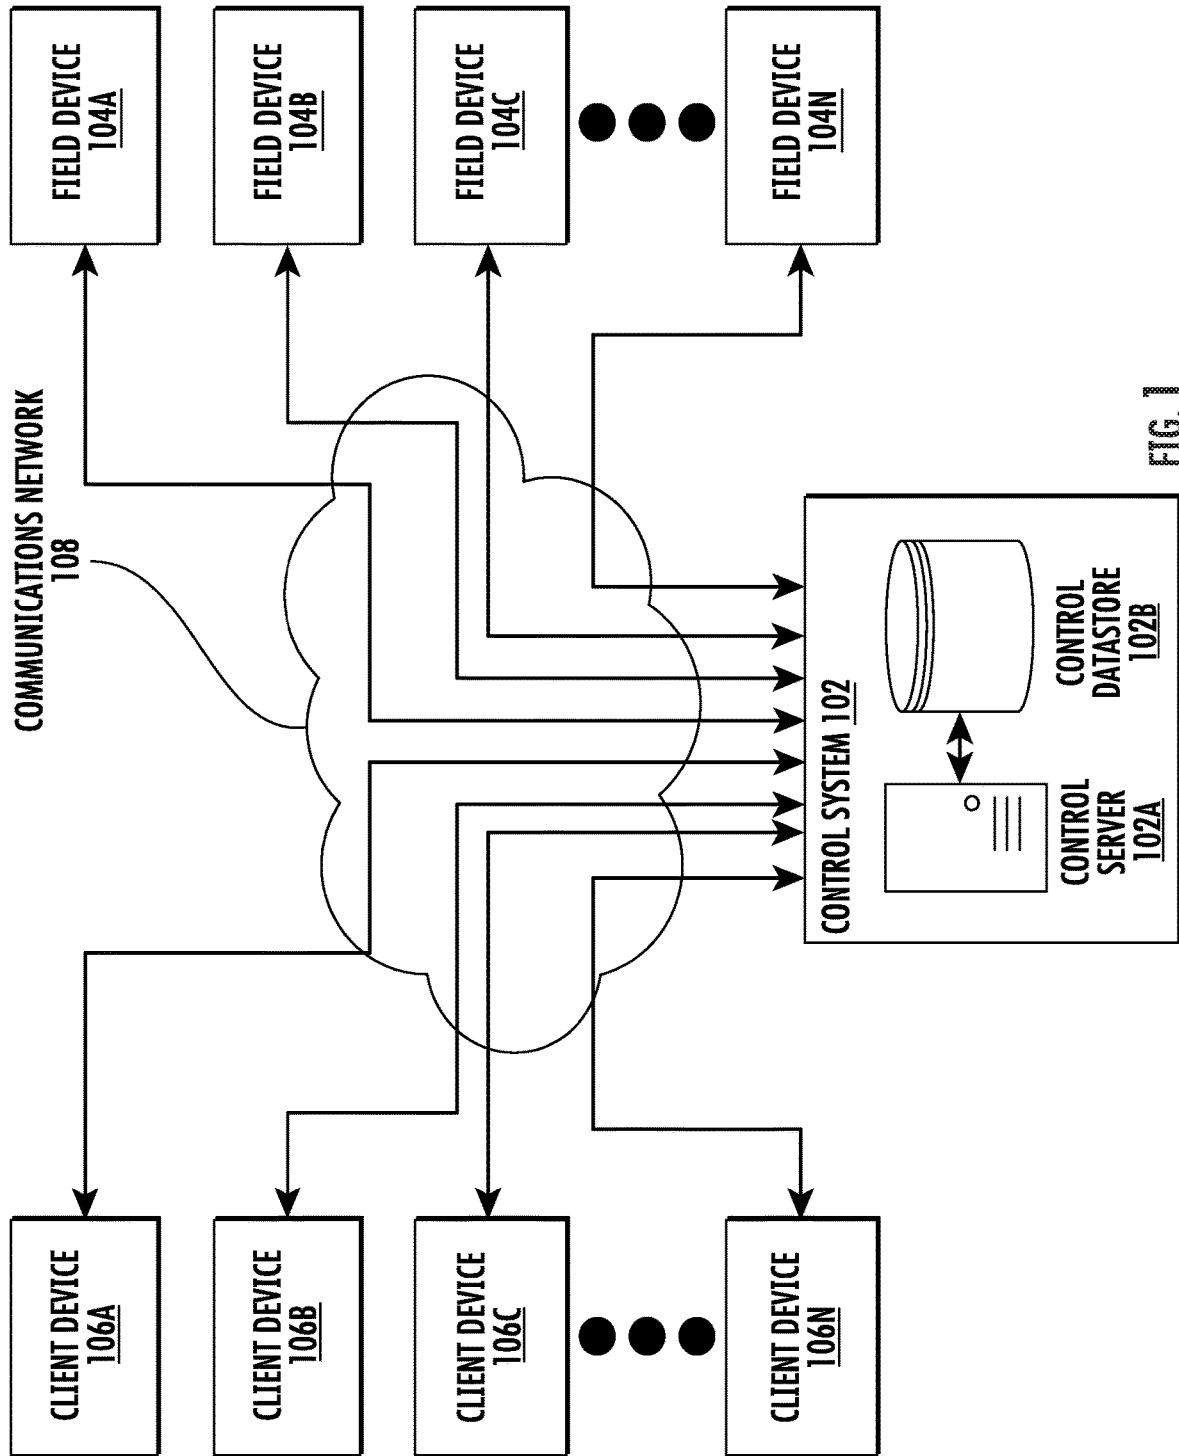 COMMUNICATIONS NETWORK
108
CLIENT DEVICE
106A
CLIENT DEVICE
106B
CLIENT DEVICE
106C
CLIENT DEVICE
106N
FIELD DEVICE
104A
FIELD DEVICE
104B
FIELD DEVICE
104C
FIELD DEVICE
104N
CONTROL SYSTEM 102
CONTROL
SERVER
102A
CONTROL
DATASTORE
102B
FIG. 1